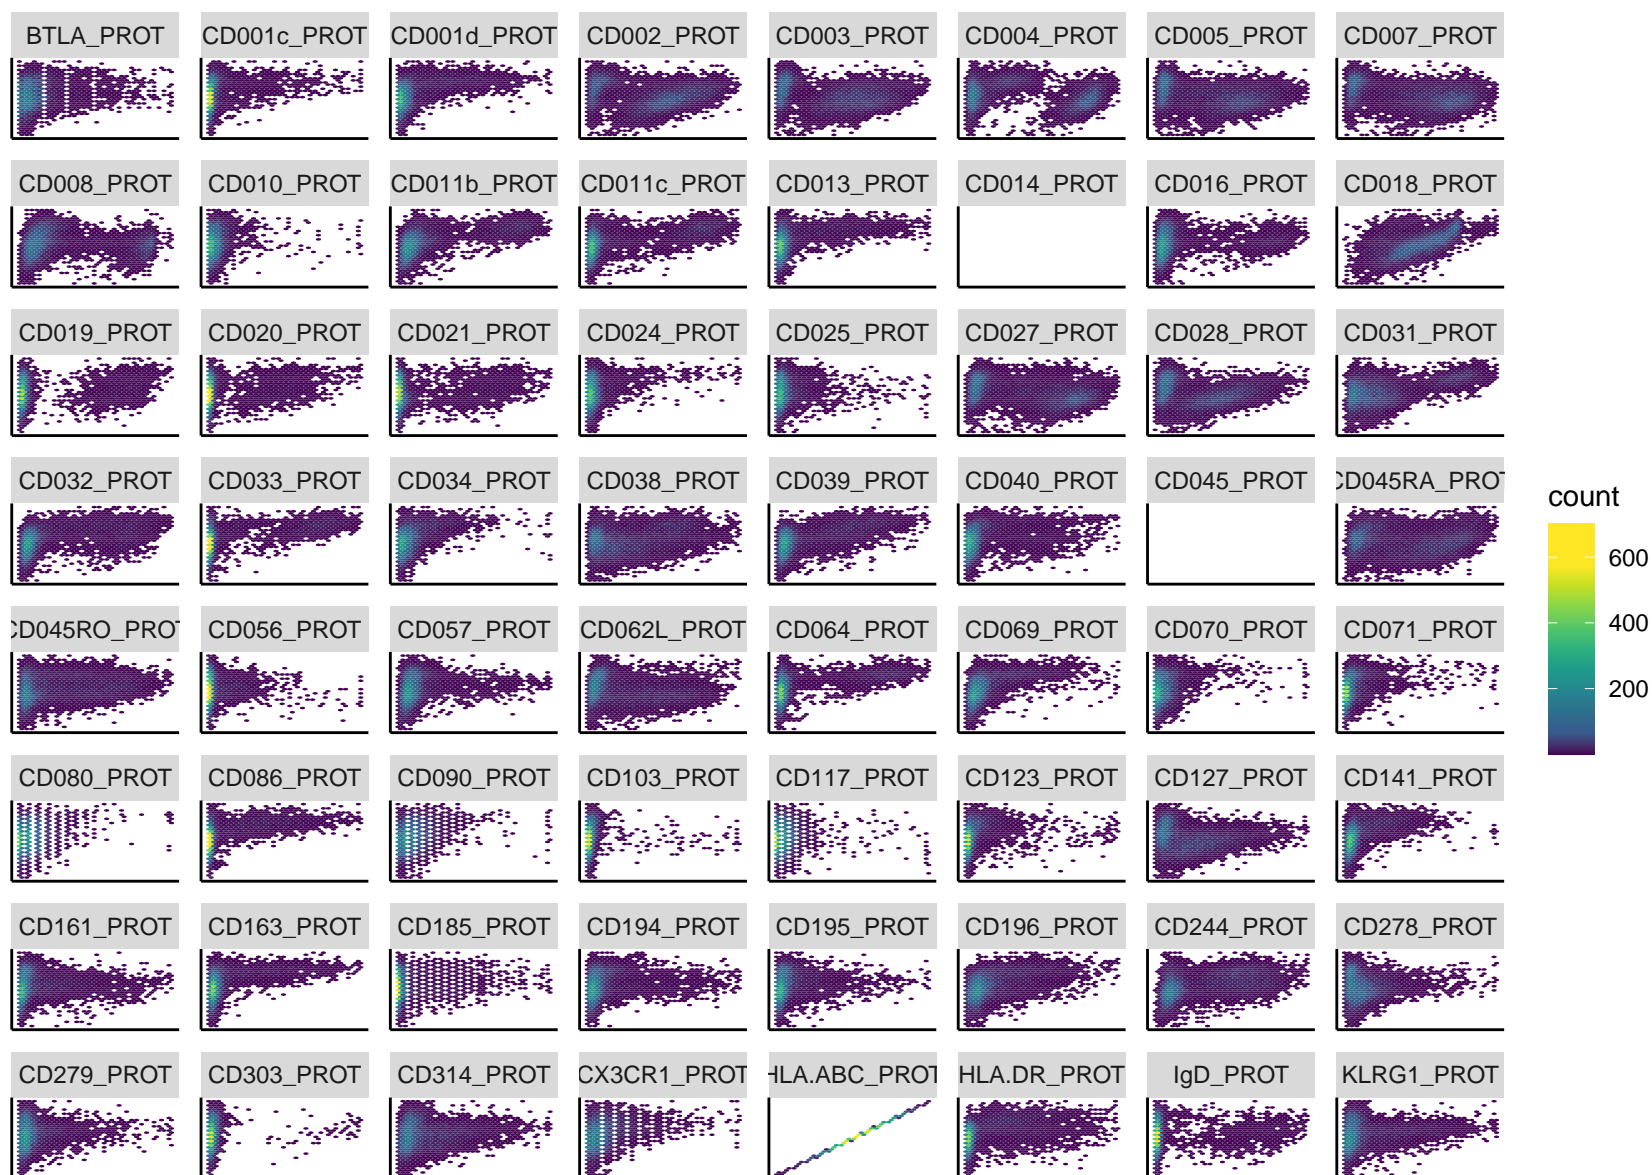 BTLA_PROT CD001c_PROT CD001d_PROT CD002_PROT CD003_PROT CD004_PROT CD005_PROT CD007_PROT
CD008_PROT CD010_PROT CD011b_PROT CD011c_PROT CD013_PROT CD014_PROT CD016_PROT CD018_PROT
CD019_PROT CD020_PROT CD021_PROT CD024_PROT CD025_PROT CD027_PROT CD028_PROT CD031_PROT
CD032_PROT CD033_PROT CD034_PROT CD038_PROT CD039_PROT CD040_PROT CD045_PROT CD045RA_PROT
CD045RO_PROT CD056_PROT CD057_PROT CD062L_PROT CD064_PROT CD069_PROT CD070_PROT CD071_PROT
CD080_PROT CD086_PROT CD090_PROT CD103_PROT CD117_PROT CD123_PROT CD127_PROT CD141_PROT
CD161_PROT CD163_PROT CD185_PROT CD194_PROT CD195_PROT CD196_PROT CD244_PROT CD278_PROT
CD279_PROT CD303_PROT CD314_PROT CX3CR1_PROT HLA.ABC_PROT HLA.DR_PROT IgD_PROT KLRG1_PROT
count
600
400
200